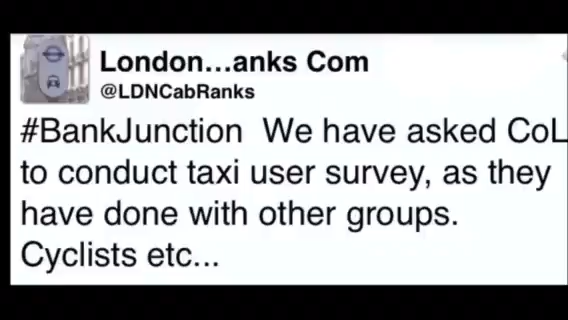 London...anks Com
@LDNCabRanks
#BankJunction We have asked CoL
to conduct taxi user survey, as they
have done with other groups.
Cyclists etc...